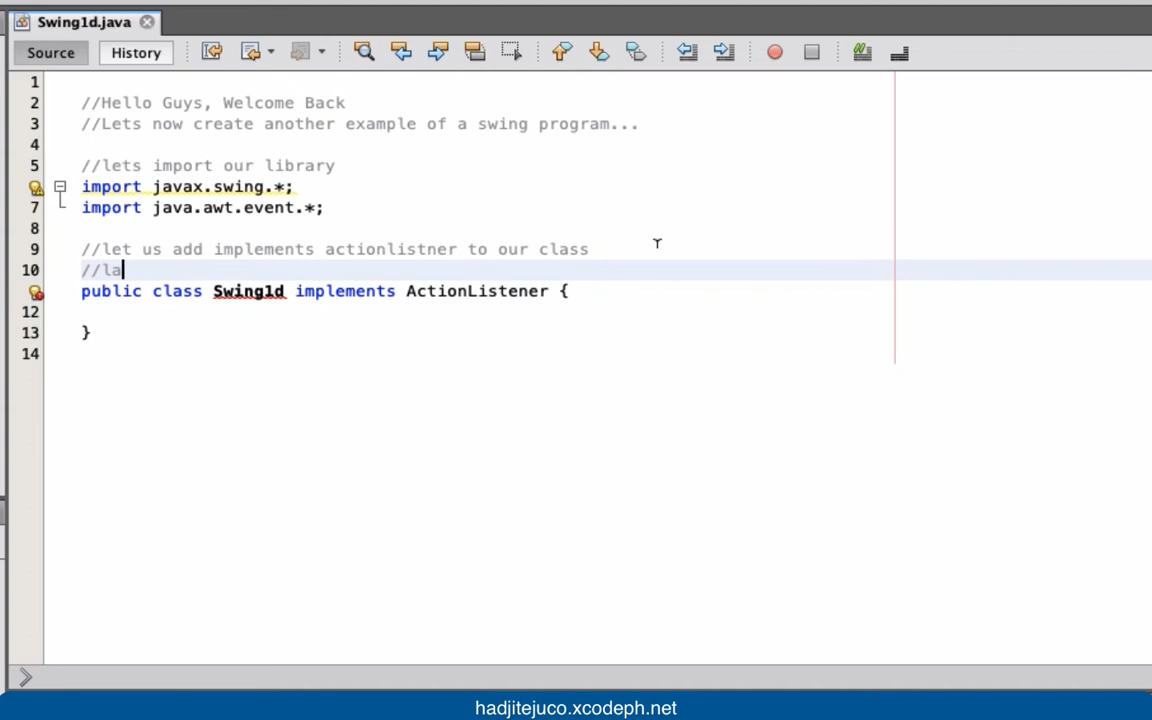 Swing1d.java
Source History
1
2 //Hello Guys, Welcome Back
3 //Lets now create another example of a swing program...
4
5 //lets import our library
import javax.swing.*;
7 import java.awt.event.*;
8
9 //let us add implements actionlistner to our class
10 //la
public class Swing1d implements ActionListener {
12
13 }
14
hadjitejuco.xcodeph.net